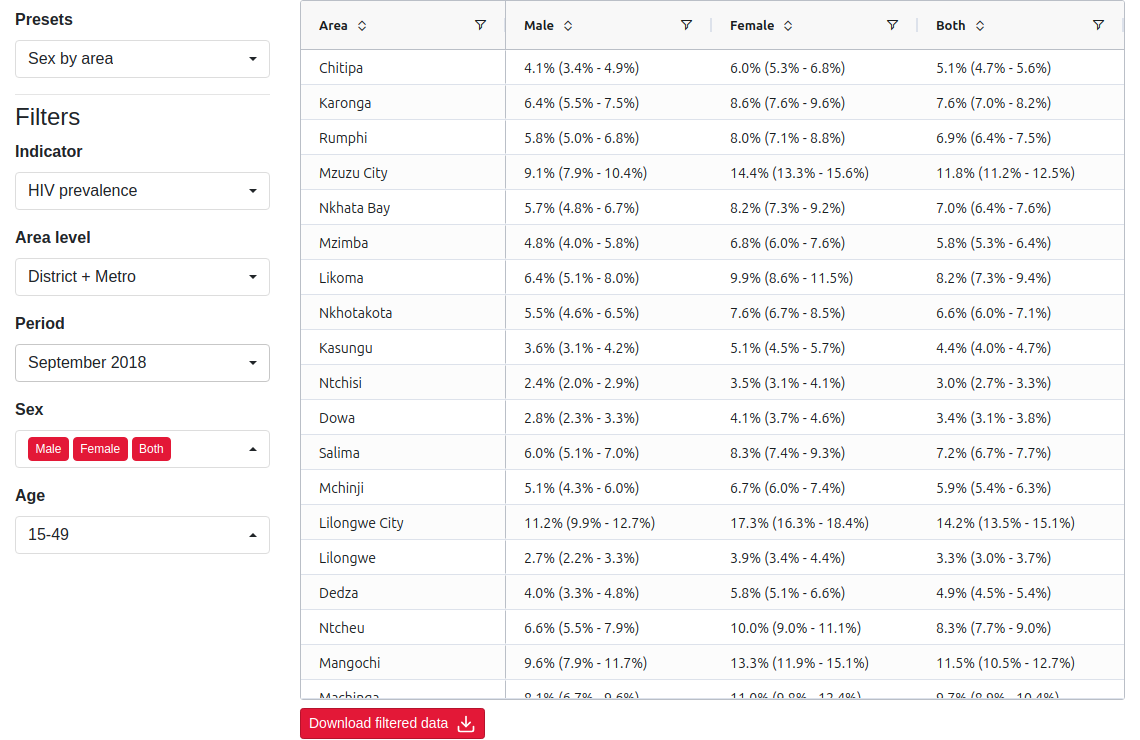 Presets
Sex by area
Filters
Indicator
HIV prevalence
Area level
District + Metro
Period
September 2018
Sex
Male Female Both
Age
15-49
Area Male Female Both
Chitipa 4.1% (3.4% - 4.9%) 6.0% (5.3% - 6.8%) 5.1% (4.7% - 5.6%)
Karonga 6.4% (5.5% - 7.5%) 8.6% (7.6% - 9.6%) 7.6% (7.0% - 8.2%)
Rumphi 5.8% (5.0% - 6.8%) 8.0% (7.1% - 8.8%) 6.9% (6.4% - 7.5%)
Mzuzu City 9.1% (7.9% - 10.4%) 14.4% (13.3% - 15.6%) 11.8% (11.2% - 12.5%)
Nkhata Bay 5.7% (4.8% - 6.7%) 8.2% (7.3% - 9.2%) 7.0% (6.4% - 7.6%)
Mzimba 4.8% (4.0% - 5.8%) 6.8% (6.0% - 7.6%) 5.8% (5.3% - 6.4%)
Likoma 6.4% (5.1% - 8.0%) 9.9% (8.6% - 11.5%) 8.2% (7.3% - 9.4%)
Nkhotakota 5.5% (4.6% - 6.5%) 7.6% (6.7% - 8.5%) 6.6% (6.0% - 7.1%)
Kasungu 3.6% (3.1% - 4.2%) 5.1% (4.5% - 5.7%) 4.4% (4.0% - 4.7%)
Ntchisi 2.4% (2.0% - 2.9%) 3.5% (3.1% - 4.1%) 3.0% (2.7% - 3.3%)
Dowa 2.8% (2.3% - 3.3%) 4.1% (3.7% - 4.6%) 3.4% (3.1% - 3.8%)
Salima 6.0% (5.1% - 7.0%) 8.3% (7.4% - 9.3%) 7.2% (6.7% - 7.7%)
Mchinji 5.1% (4.3% - 6.0%) 6.7% (6.0% - 7.4%) 5.9% (5.4% - 6.3%)
Lilongwe City 11.2% (9.9% - 12.7%) 17.3% (16.3% - 18.4%) 14.2% (13.5% - 15.1%)
Lilongwe 2.7% (2.2% - 3.3%) 3.9% (3.4% - 4.4%) 3.3% (3.0% - 3.7%)
Dedza 4.0% (3.3% - 4.8%) 5.8% (5.1% - 6.6%) 4.9% (4.5% - 5.4%)
Ntcheu 6.6% (5.5% - 7.9%) 10.0% (9.0% - 11.1%) 8.3% (7.7% - 9.0%)
Mangochi 9.6% (7.9% - 11.7%) 13.3% (11.9% - 15.1%) 11.5% (10.5% - 12.7%)
Machinga
Download filtered data